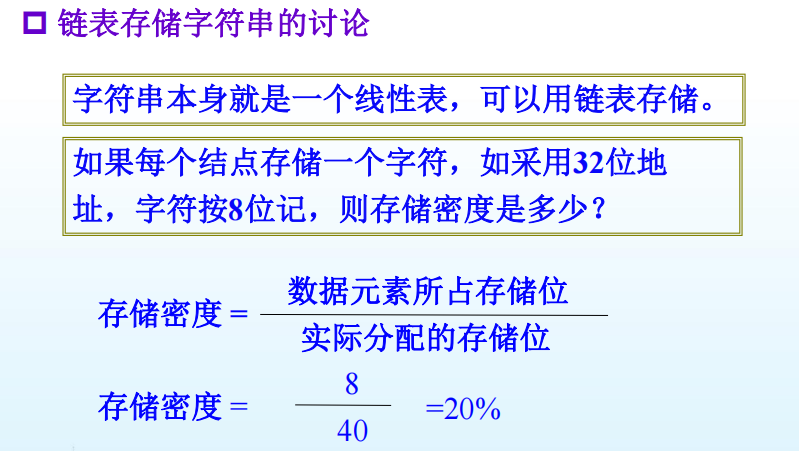 链表存储字符串的讨论
字符串本身就是一个线性表，可以用链表存储。
如果每个结点存储一个字符，如采用32位地
址，字符按8位记，则存储密度是多少？
数据元素所占存储位
存储密度 =
实际分配的存储位
8
存储密度 = =20%
40